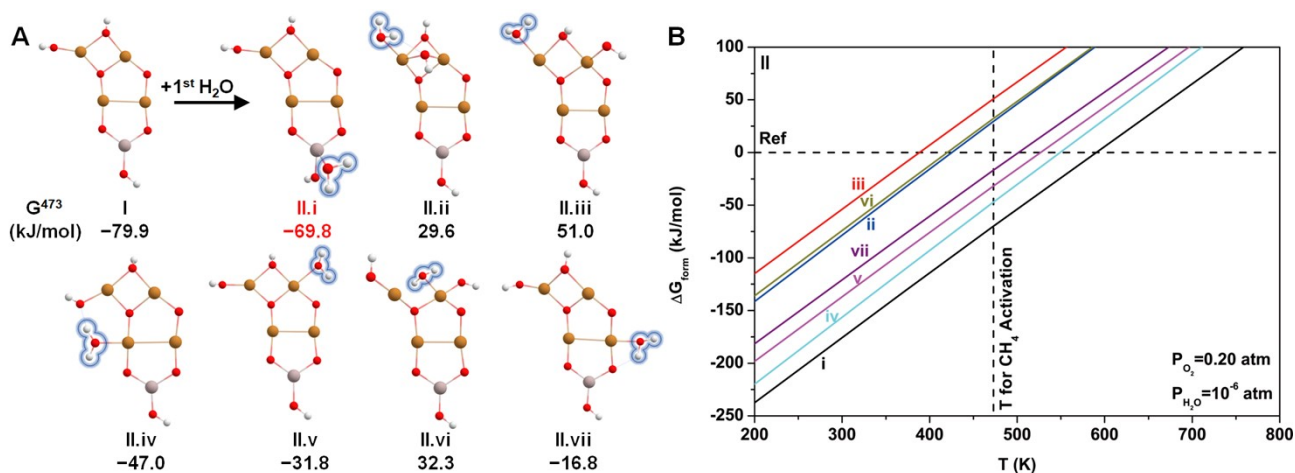 A
+1st H2O
G473
(kJ/mol)
I
II.i
II.ii
II.iii
−79.9
−69.8
29.6
51.0
II.iv
II.v
II.vi
II.vii
−47.0
−31.8
32.3
−16.8
B
II
Ref
iii
vi
ii
vii
v
iv
i
T for CH4 Activation
PO2=0.20 atm
PH2O=10-6 atm
ΔGform (kJ/mol)
100
50
0
-50
-100
-150
-200
-250
200 300 400 500 600 700 800
T (K)